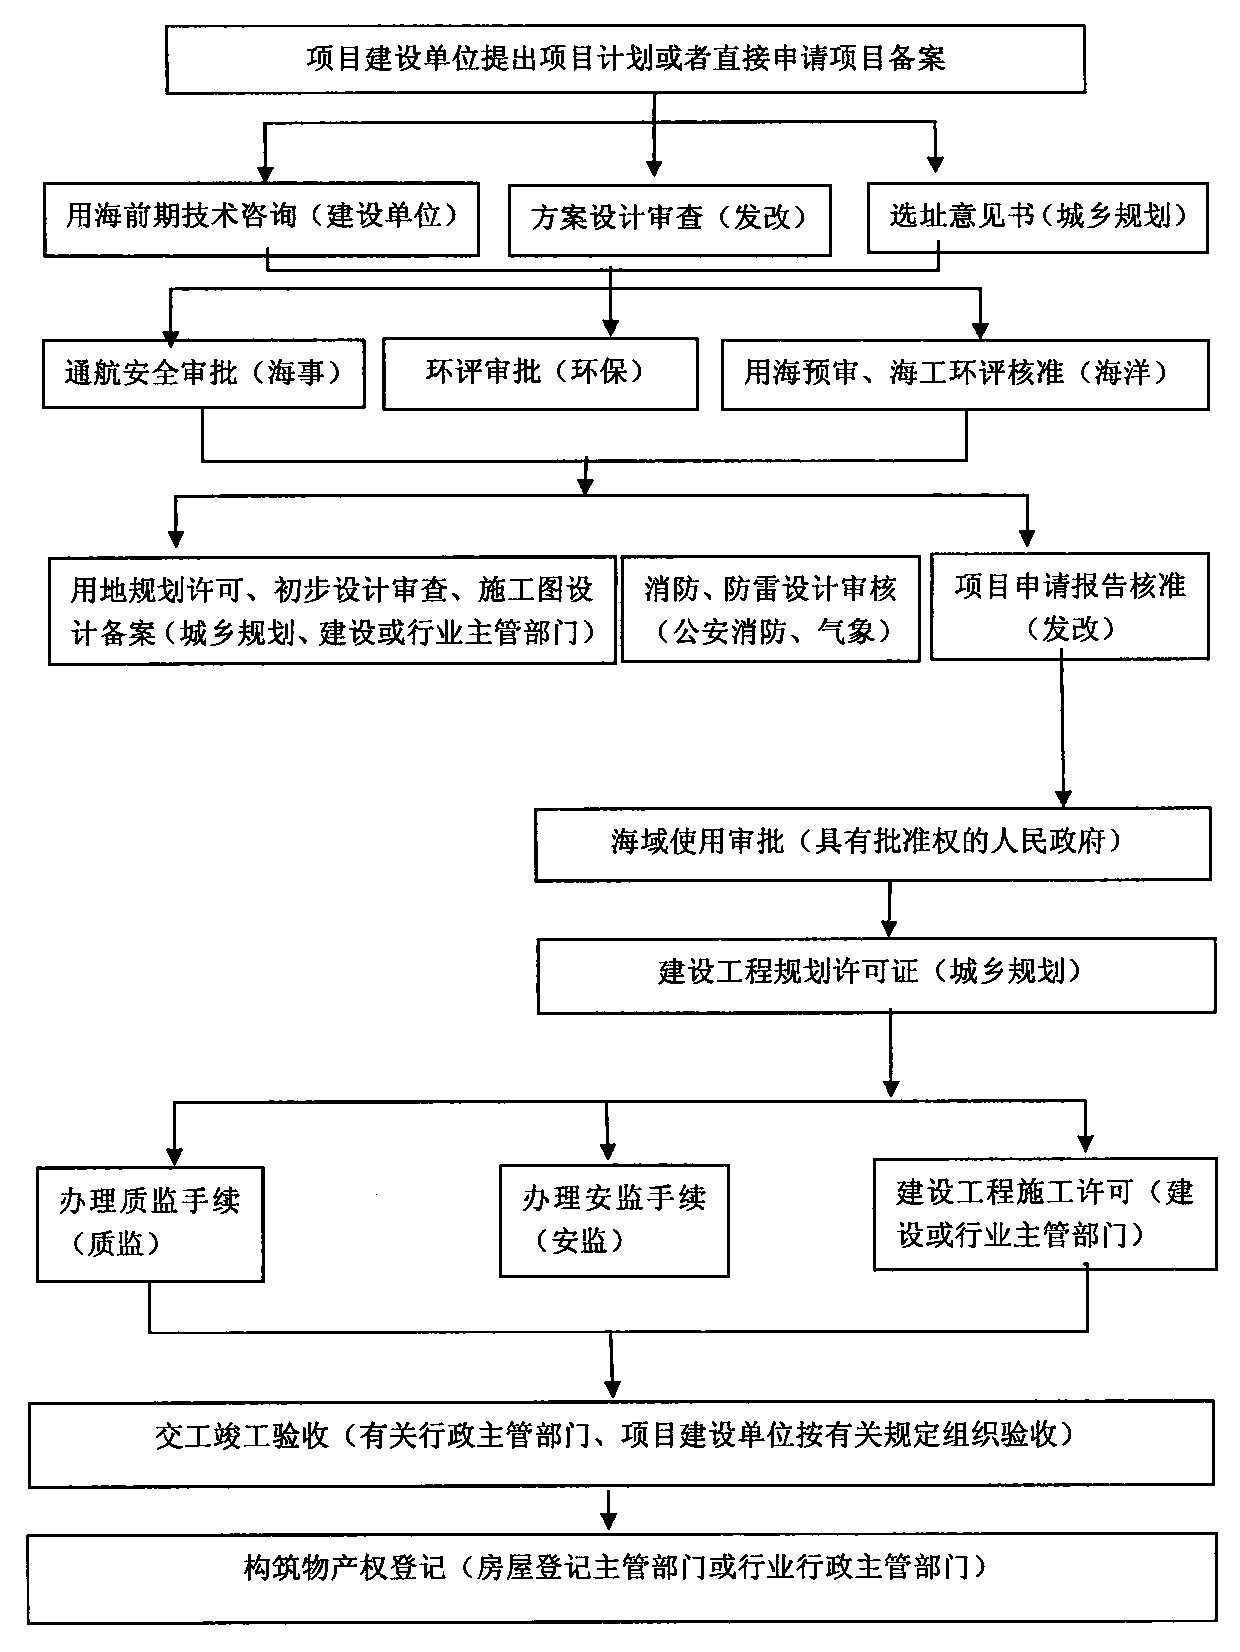 项目建设单位提出项目计划或者直接申请项目备案
用海前期技术咨询（建设单位）
方案设计审查（发改）
选址意见书（城乡规划）
通航安全审批（海事）
环评审批（环保）
用海预审、海工环评核准（海洋）
用地规划许可、初步设计审查、施工图设
计备案（城乡规划、建设或行业主管部门）
消防、防雷设计审核
（公安消防、气象）
项目申请报告核准
（发改）
海域使用审批（具有批准权的人民政府）
建设工程规划许可证（城乡规划）
办理质监手续
（质监）
办理安监手续
（安监）
建设工程施工许可（建
设或行业主管部门）
交工竣工验收（有关行政主管部门、项目建设单位按有关规定组织验收）
构筑物产权登记（房屋登记主管部门或行业行政主管部门）